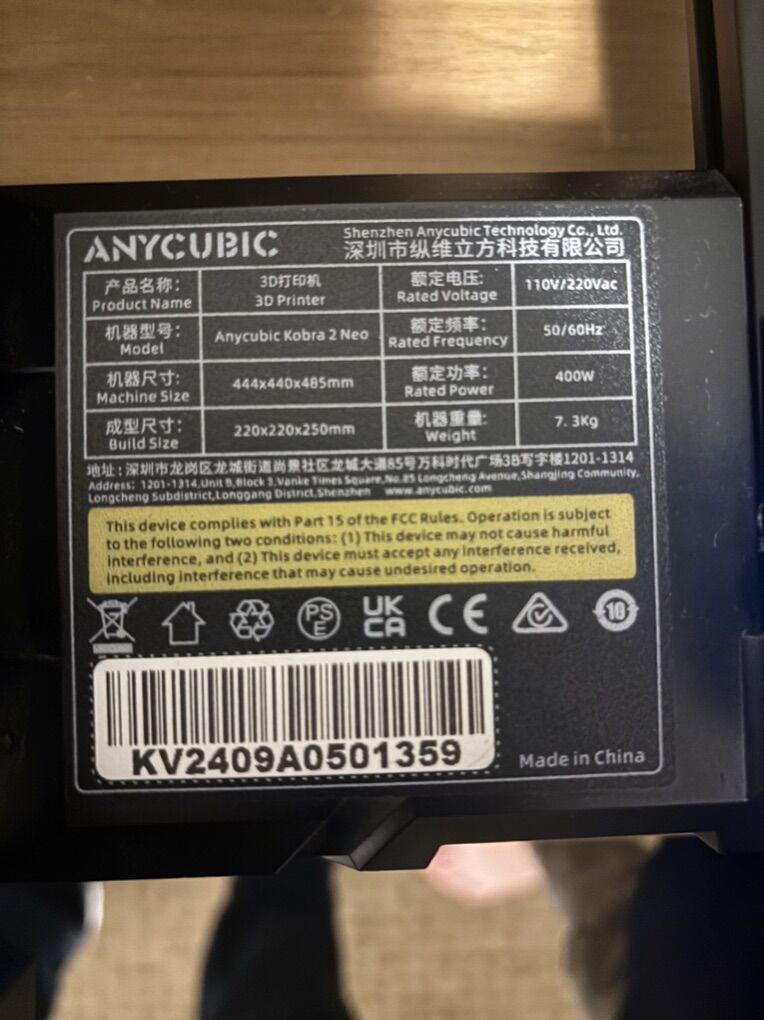 ANYCUBIC
Shenzhen Anycubic Technology Co., Ltd.
深圳市纵维立方科技有限公司
产品名称: 3D打印机 额定电压: 110V/220Vac
Product Name 3D Printer Rated Voltage
机器型号: Anycubic Kobra 2 Neo 额定频率: 50/60Hz
Model Rated Frequency
机器尺寸: 444x440x485mm 额定功率: 400W
Machine Size Rated Power
成型尺寸: 220x220x250mm 机器重量: 7.3Kg
Build Size Weight
地址: 深圳市龙岗区龙城街道尚景社区龙城大道85号万科时代广场3B写字楼1201-1314
Address: 1201-1314,Unit B,Block 3,Vanke Times Square,No.85 Longcheng Avenue,Shangjing Community,
Longcheng Subdistrict,Longgang District,Shenzhen www.anycubic.com
This device complies with Part 15 of the FCC Rules. Operation is subject
to the following two conditions: (1) This device may not cause harmful
interference, and (2) This device must accept any interference received,
including interference that may cause undesired operation.
PS E UK CA CE 10
KV2409A0501359
Made in China